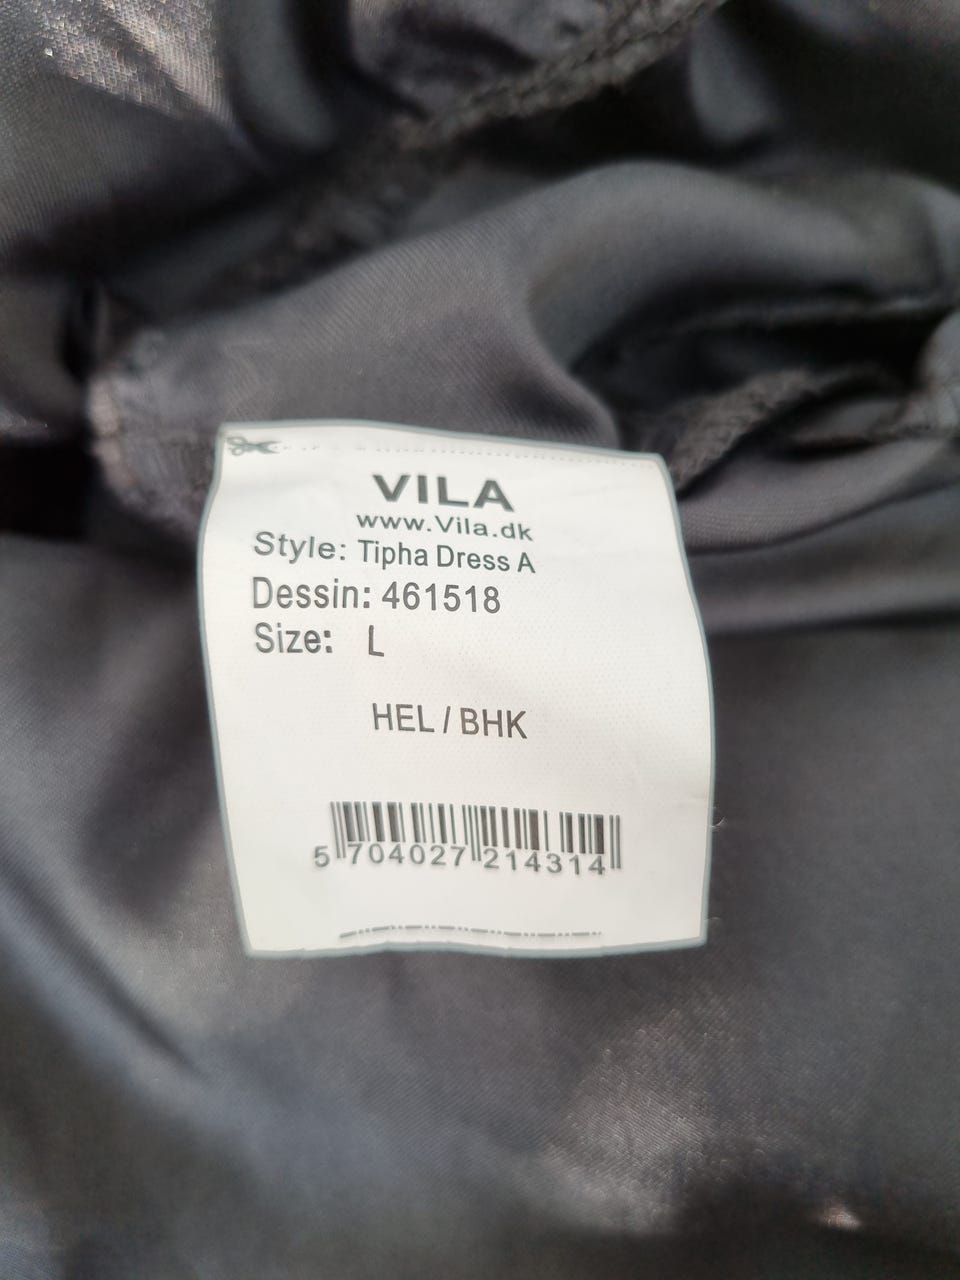 VILA
www.Vila.dk
Style: Tipha Dress A
Dessin: 461518
Size: L
HEL / BHK
5 704027 214314